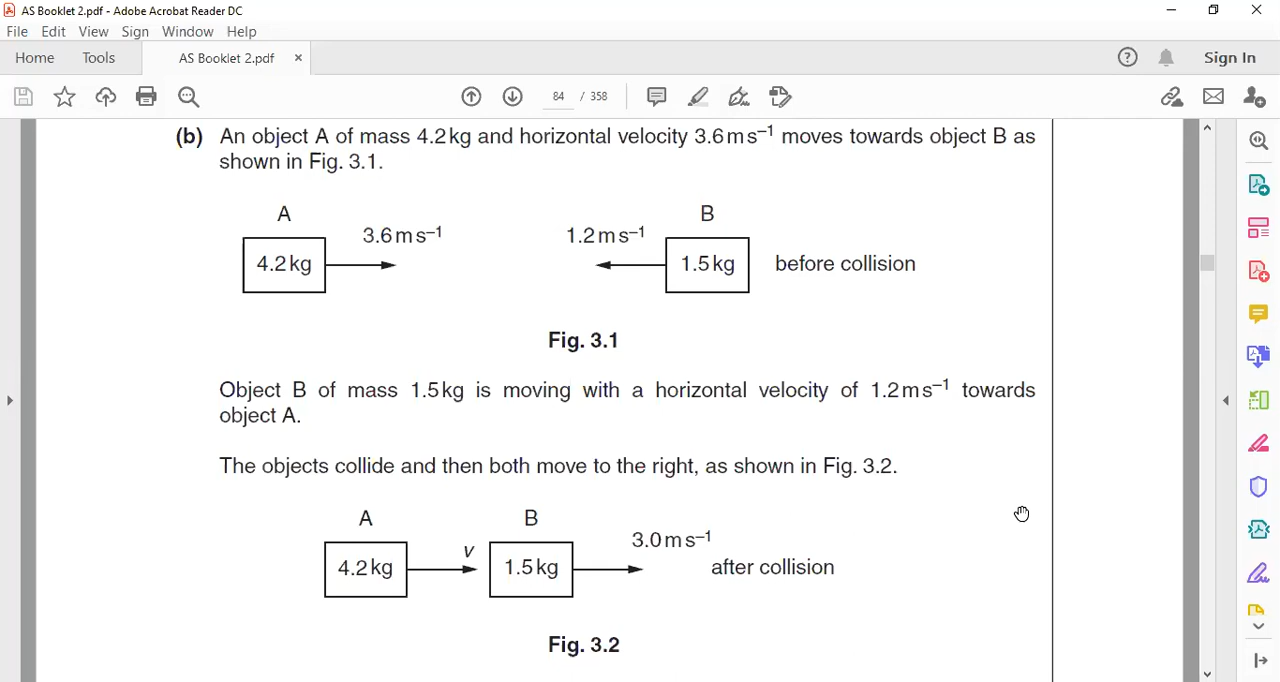 AS Booklet 2.pdf - Adobe Acrobat Reader DC
File Edit View Sign Window Help
Home Tools AS Booklet 2.pdf × Sign In
84 / 358
(b) An object A of mass 4.2 kg and horizontal velocity 3.6 m s⁻¹ moves towards object B as
shown in Fig. 3.1.
A B
3.6 m s⁻¹ 1.2 m s⁻¹
4.2 kg 1.5 kg before collision
Fig. 3.1
Object B of mass 1.5 kg is moving with a horizontal velocity of 1.2 m s⁻¹ towards
object A.
The objects collide and then both move to the right, as shown in Fig. 3.2.
A B
v 3.0 m s⁻¹
4.2 kg 1.5 kg after collision
Fig. 3.2